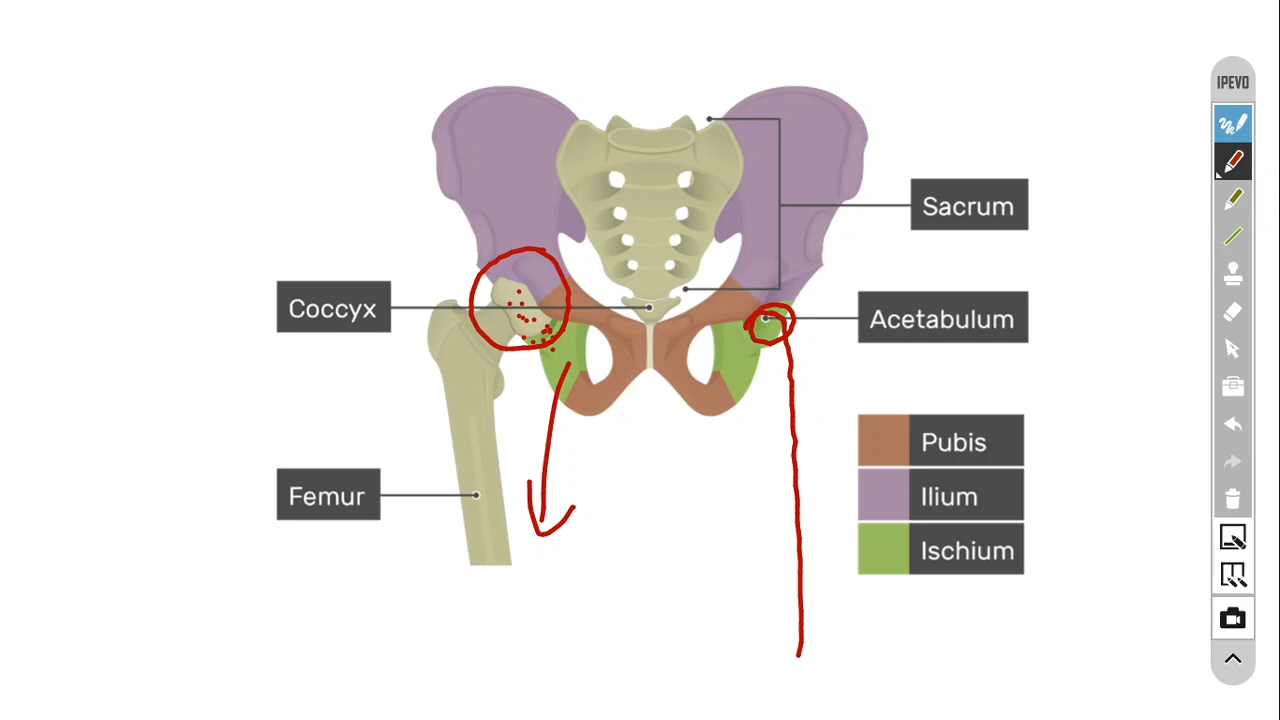 IPEVO
Sacrum
Coccyx
Acetabulum
Pubis
Femur
Ilium
Ischium